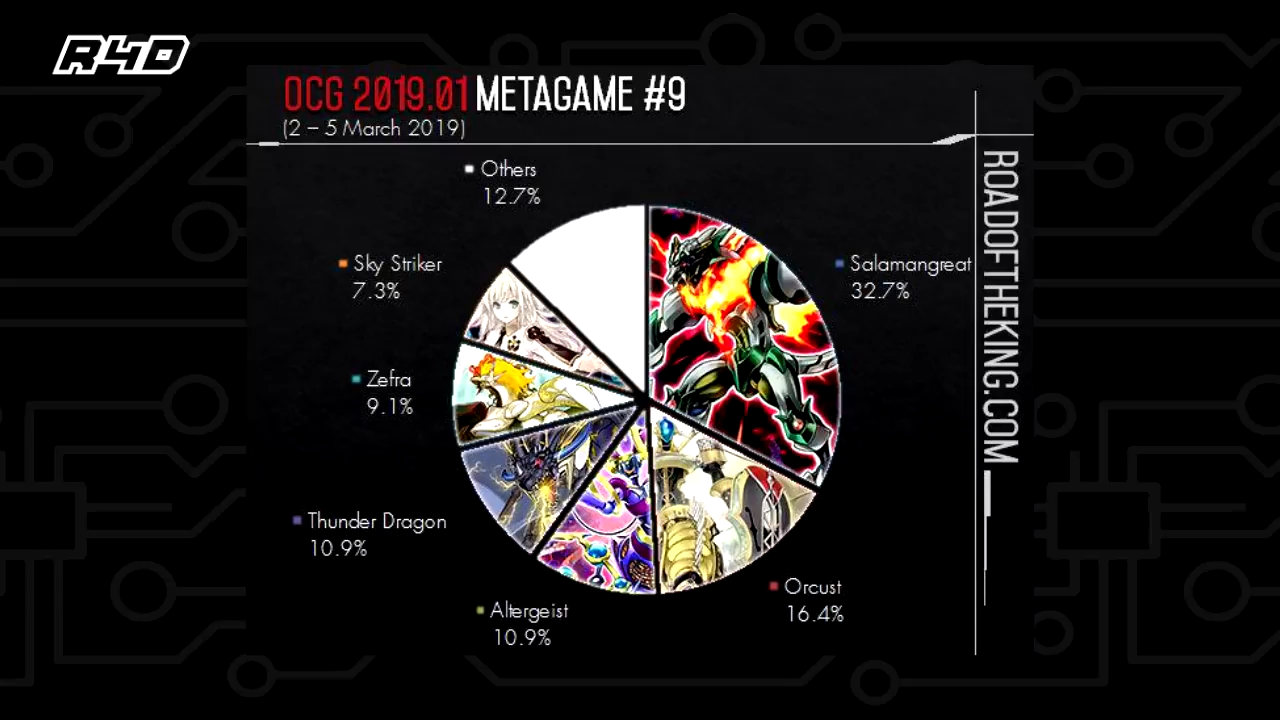 R4D
OCG 2019.01 METAGAME #9
(2 – 5 March 2019)
ROADOFTHEKING.COM
Others
12.7%
Sky Striker
7.3%
Salamangreat
32.7%
Zefra
9.1%
Thunder Dragon
10.9%
Orcust
16.4%
Altergeist
10.9%